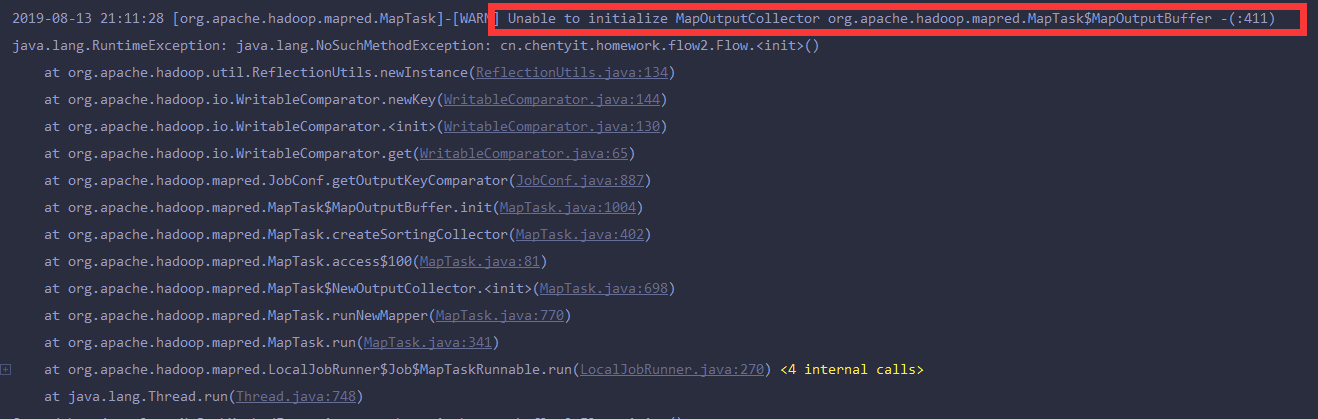 2019-08-13 21:11:28 [org.apache.hadoop.mapred.MapTask]-[WARN] Unable to initialize MapOutputCollector org.apache.hadoop.mapred.MapTask$MapOutputBuffer -(:411)
java.lang.RuntimeException: java.lang.NoSuchMethodException: cn.chentyit.homework.flow2.Flow.<init>()
at org.apache.hadoop.util.ReflectionUtils.newInstance(ReflectionUtils.java:134)
at org.apache.hadoop.io.WritableComparator.newKey(WritableComparator.java:144)
at org.apache.hadoop.io.WritableComparator.<init>(WritableComparator.java:130)
at org.apache.hadoop.io.WritableComparator.get(WritableComparator.java:65)
at org.apache.hadoop.mapred.JobConf.getOutputKeyComparator(JobConf.java:887)
at org.apache.hadoop.mapred.MapTask$MapOutputBuffer.init(MapTask.java:1004)
at org.apache.hadoop.mapred.MapTask.createSortingCollector(MapTask.java:402)
at org.apache.hadoop.mapred.MapTask.access$100(MapTask.java:81)
at org.apache.hadoop.mapred.MapTask$NewOutputCollector.<init>(MapTask.java:698)
at org.apache.hadoop.mapred.MapTask.runNewMapper(MapTask.java:770)
at org.apache.hadoop.mapred.MapTask.run(MapTask.java:341)
at org.apache.hadoop.mapred.LocalJobRunner$Job$MapTaskRunnable.run(LocalJobRunner.java:270) <4 internal calls>
at java.lang.Thread.run(Thread.java:748)